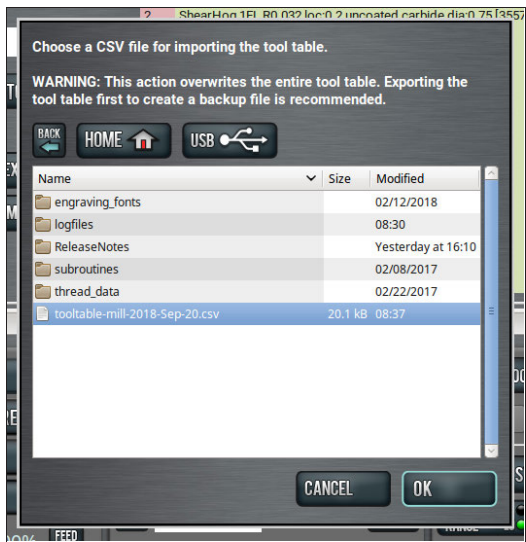 2 ShearHog 1FL R0.032 loc:0.2 uncoated carbide dia:0.75 [3557
Choose a CSV file for importing the tool table.
WARNING: This action overwrites the entire tool table. Exporting the
tool table first to create a backup file is recommended.
BACK HOME USB
Name Size Modified
engraving_fonts 02/12/2018
logfiles 08:30
ReleaseNotes Yesterday at 16:10
subroutines 02/08/2017
thread_data 02/22/2017
tooltable-mill-2018-Sep-20.csv 20.1 kB 08:37
CANCEL OK
FEED RANGE